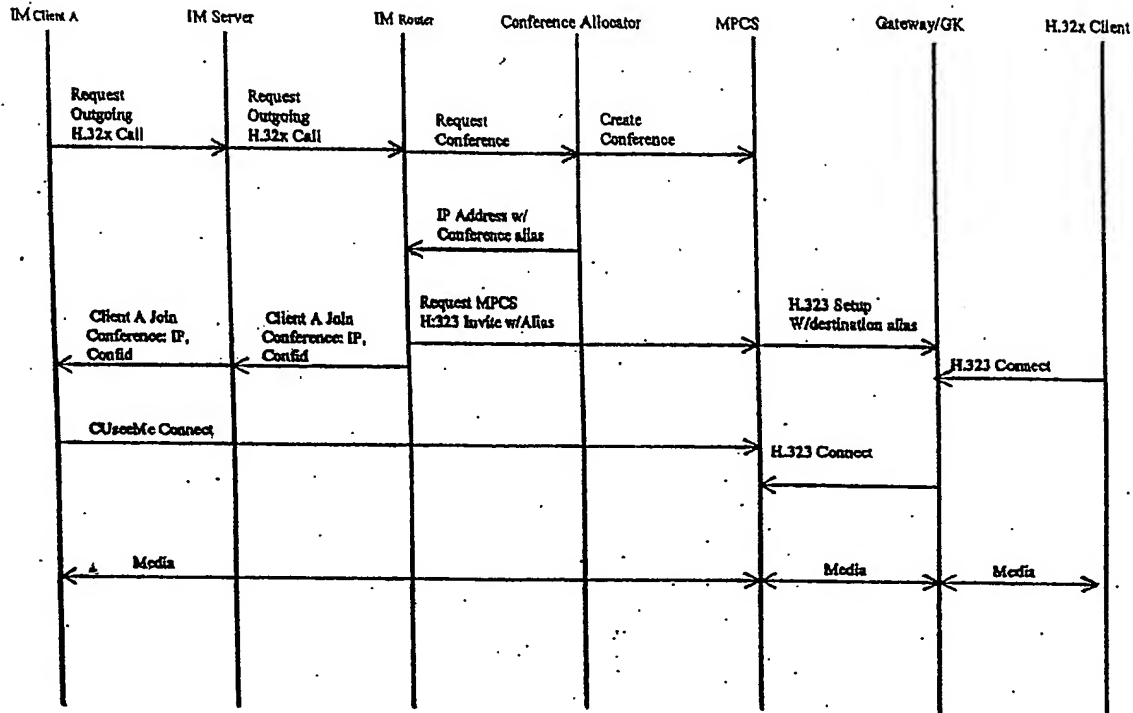 IM Client A
IM Server
IM Router
Conference Allocator
MPCS
Gateway/GK
H.32x Client
Request
Outgoing
H.32x Call
Request
Outgoing
H.32x Call
Request
Conference
Create
Conference
IP Address w/
Conference alias
Client A Join
Conference: IP,
Confid
Client A Join
Conference: IP,
Confid
Request MPCS
H:323 Invite w/Alias
H.323 Setup
W/destination alias
H.323 Connect
CUseeMe Connect
H.323 Connect
Media
Media
Media